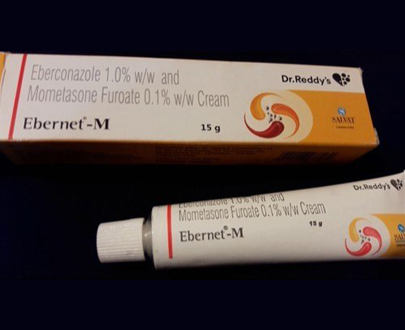 Eberconazole 1.0% w/w and
Mometasone Furoate 0.1% w/w Cream
Ebernet®-M
15 g
Dr.Reddy's
SALVAT
Eberconazole 1.0% w/w and
Mometasone Furoate 0.1% w/w Cream
Ebernet®-M
15 g
Dr.Reddy's